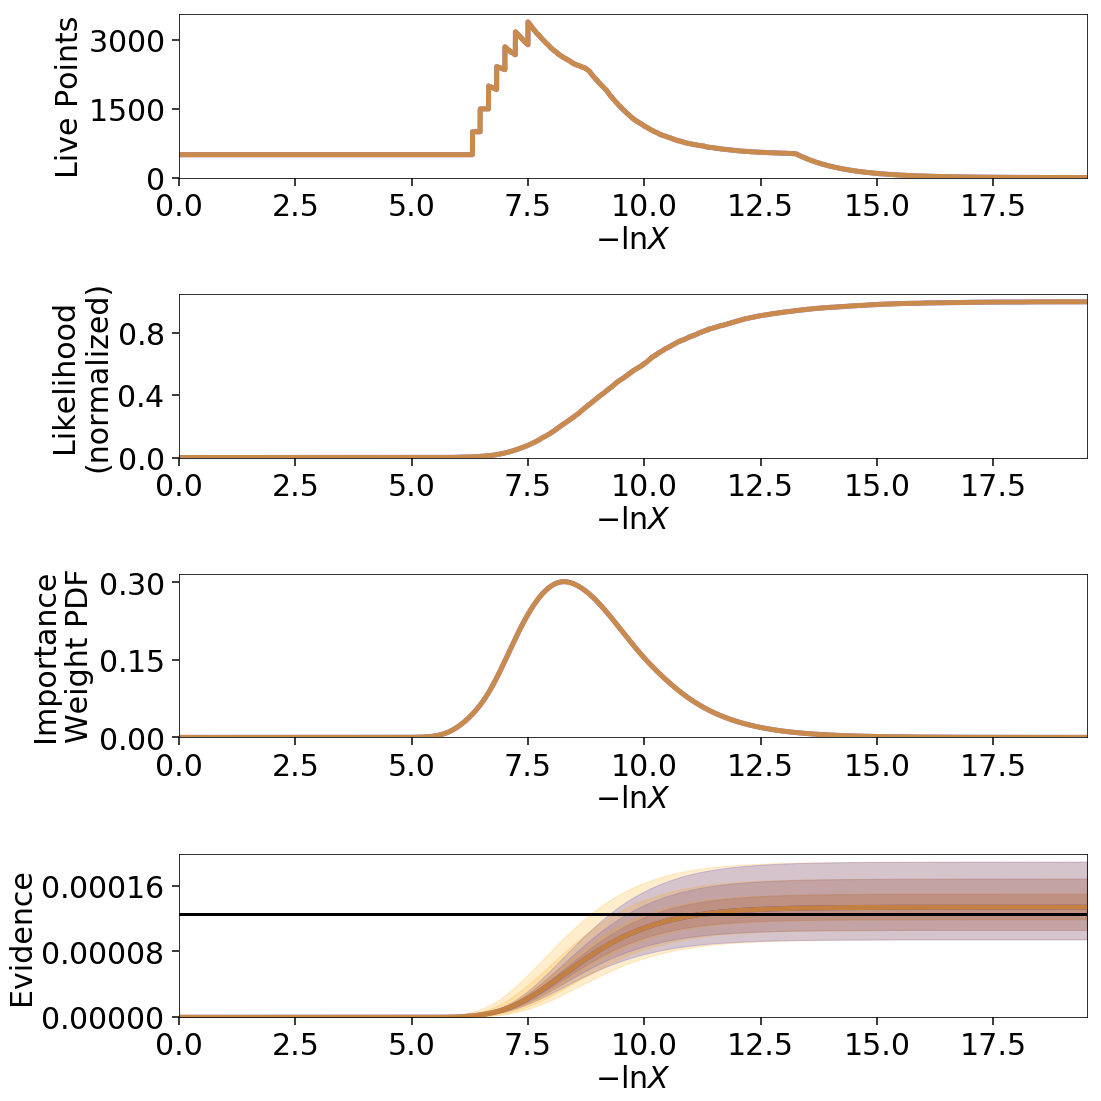 Live Points
3000
1500
0
0.0 2.5 5.0 7.5 10.0 12.5 15.0 17.5
−lnX
Likelihood
(normalized)
0.8
0.4
0.0
0.0 2.5 5.0 7.5 10.0 12.5 15.0 17.5
−lnX
Importance
Weight PDF
0.30
0.15
0.00
0.0 2.5 5.0 7.5 10.0 12.5 15.0 17.5
−lnX
Evidence
0.00016
0.00008
0.00000
0.0 2.5 5.0 7.5 10.0 12.5 15.0 17.5
−lnX